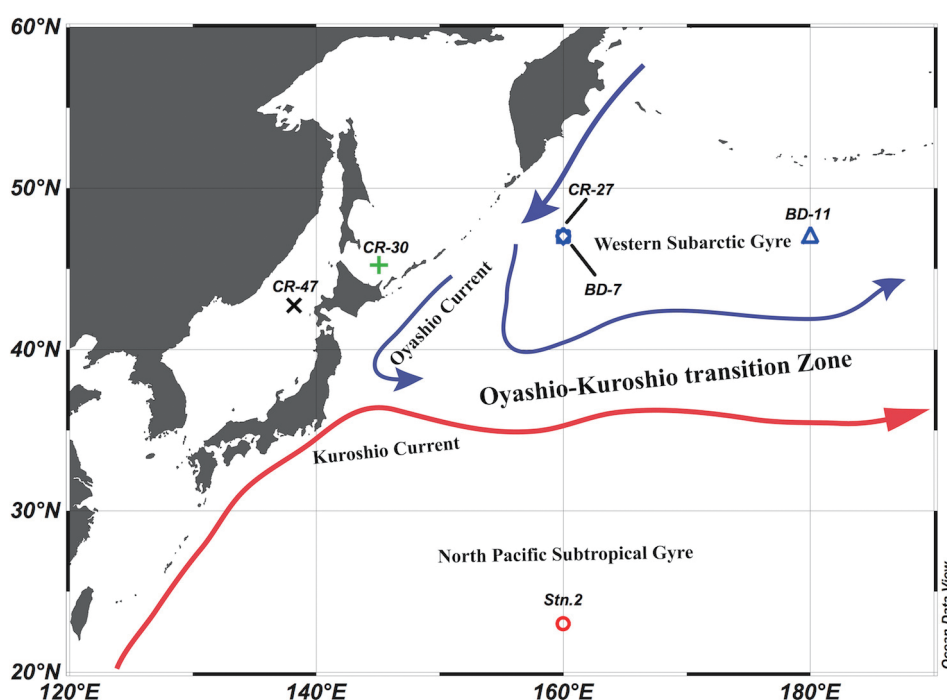 60°N
50°N
CR-27
BD-11
Western Subarctic Gyre
CR-30
CR-47
BD-7
Oyashio Current
40°N
Oyashio-Kuroshio transition Zone
Kuroshio Current
30°N
North Pacific Subtropical Gyre
Stn.2
Ocean Data View
20°N
120°E
140°E
160°E
180°E